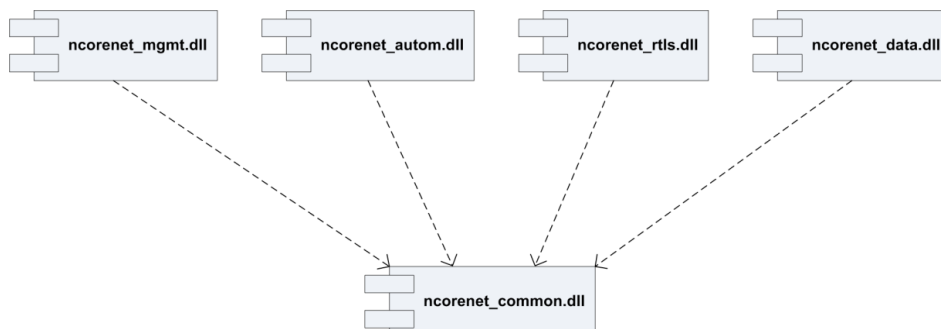 ncorenet_mgmt.dll
ncorenet_autom.dll
ncorenet_rtls.dll
ncorenet_data.dll
ncorenet_common.dll